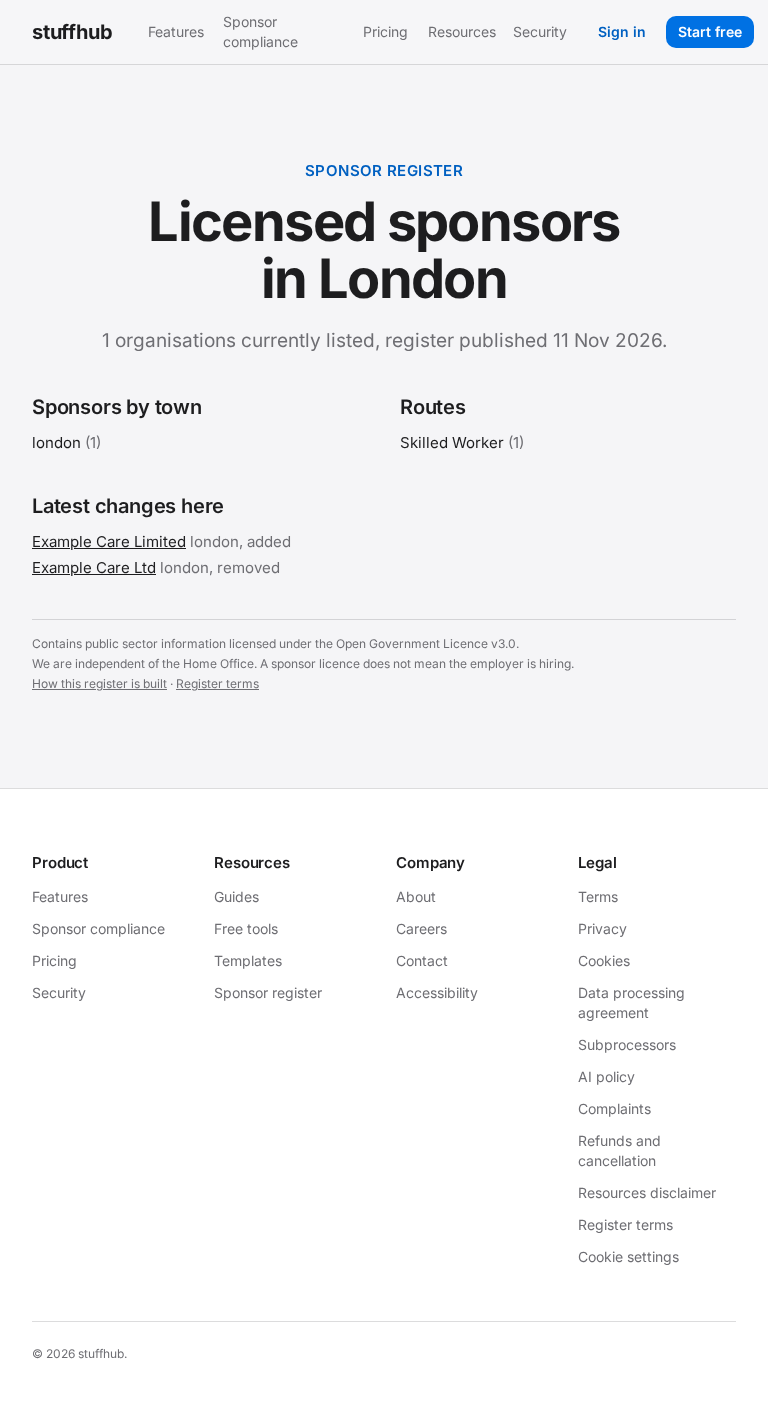 stuffhub
Features
Sponsor
compliance
Pricing
Resources
Security
Sign in
Start free
SPONSOR REGISTER
Licensed sponsors
in London
1 organisations currently listed, register published 11 Nov 2026.
Sponsors by town
london (1)
Routes
Skilled Worker (1)
Latest changes here
Example Care Limited london, added
Example Care Ltd london, removed
Contains public sector information licensed under the Open Government Licence v3.0.
We are independent of the Home Office. A sponsor licence does not mean the employer is hiring.
How this register is built · Register terms
Product
Features
Sponsor compliance
Pricing
Security
Resources
Guides
Free tools
Templates
Sponsor register
Company
About
Careers
Contact
Accessibility
Legal
Terms
Privacy
Cookies
Data processing
agreement
Subprocessors
AI policy
Complaints
Refunds and
cancellation
Resources disclaimer
Register terms
Cookie settings
© 2026 stuffhub.